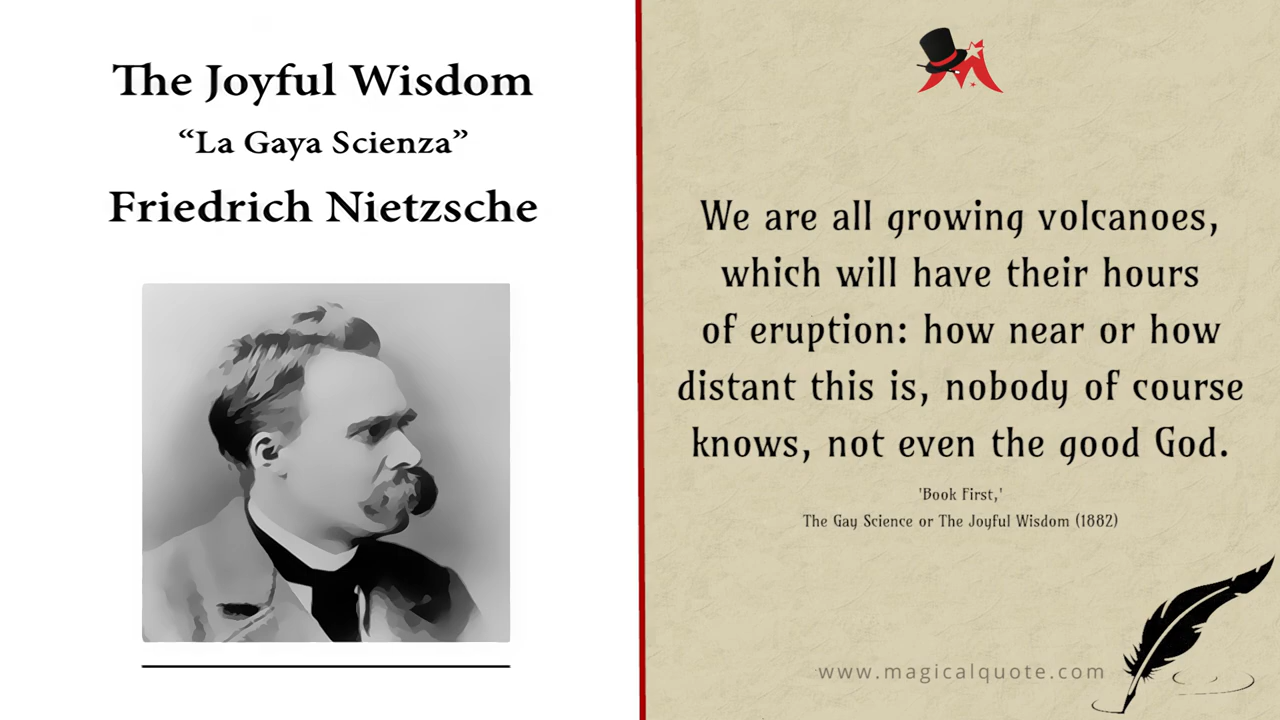 The Joyful Wisdom
“La Gaya Scienza”
Friedrich Nietzsche
We are all growing volcanoes,
which will have their hours
of eruption: how near or how
distant this is, nobody of course
knows, not even the good God.
'Book First,'
The Gay Science or The Joyful Wisdom (1882)
www.magicalquote.com